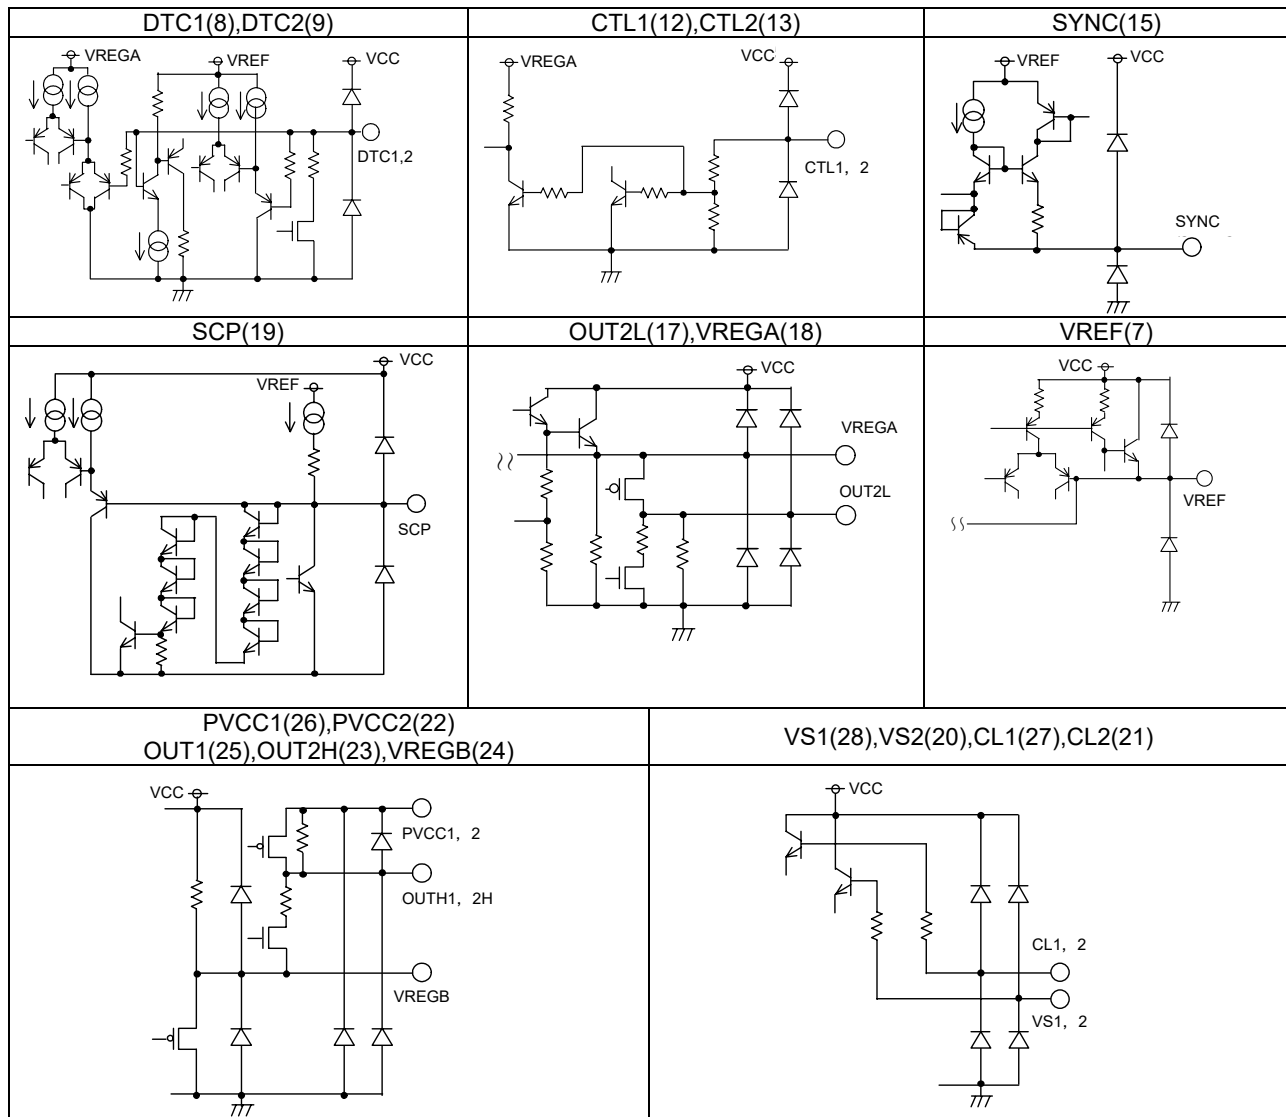 DTC1(8),DTC2(9)
CTL1(12),CTL2(13)
SYNC(15)
VREGA
VREF
VCC
DTC1,2
VREGA
VCC
CTL1, 2
VREF
VCC
SYNC
SCP(19)
OUT2L(17),VREGA(18)
VREF(7)
VCC
VREF
SCP
VCC
VREGA
OUT2L
VCC
VREF
PVCC1(26),PVCC2(22)
OUT1(25),OUT2H(23),VREGB(24)
VS1(28),VS2(20),CL1(27),CL2(21)
VCC
PVCC1, 2
OUTH1, 2H
VREGB
VCC
CL1, 2
VS1, 2